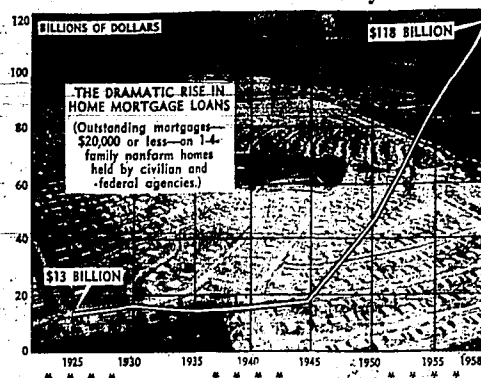 120
BILLIONS OF DOLLARS
$118 BILLION
100
THE DRAMATIC RISE IN
HOME MORTGAGE LOANS
(Outstanding mortgages—
$20,000 or less—on 1-4-
family nonfarm homes
held by civilian and
federal agencies.)
80
60
40
$13 BILLION
20
0
1925 1930 1935 1940 1945 1950 1955 1958